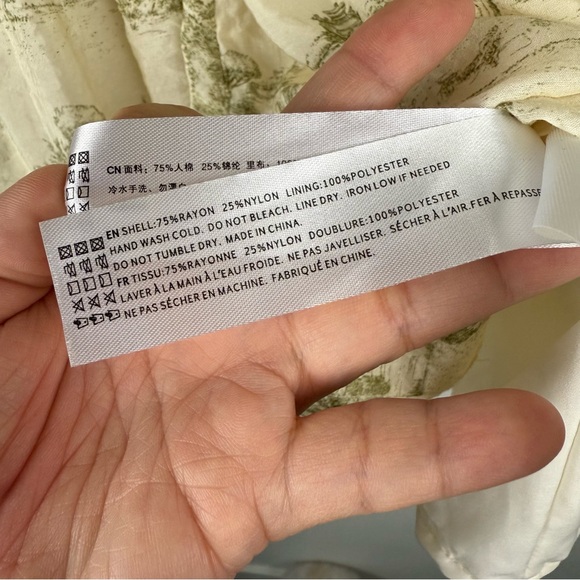 CN 面料：75%人棉 25%锦纶 里布：
冷水手洗、勿漂
EN SHELL:75%RAYON 25%NYLON LINING:100%POLYESTER
HAND WASH COLD. DO NOT BLEACH. LINE DRY. IRON LOW IF NEEDED
DO NOT TUMBLE DRY. MADE IN CHINA.
FR TISSU:75%RAYONNE 25%NYLON DOUBLURE:100%POLYESTER
LAVER À LA MAIN À L'EAU FROIDE. NE PAS JAVELLISER. SÉCHER À L'AIR.FER À REPASSE
NE PAS SÉCHER EN MACHINE. FABRIQUÉ EN CHINE.